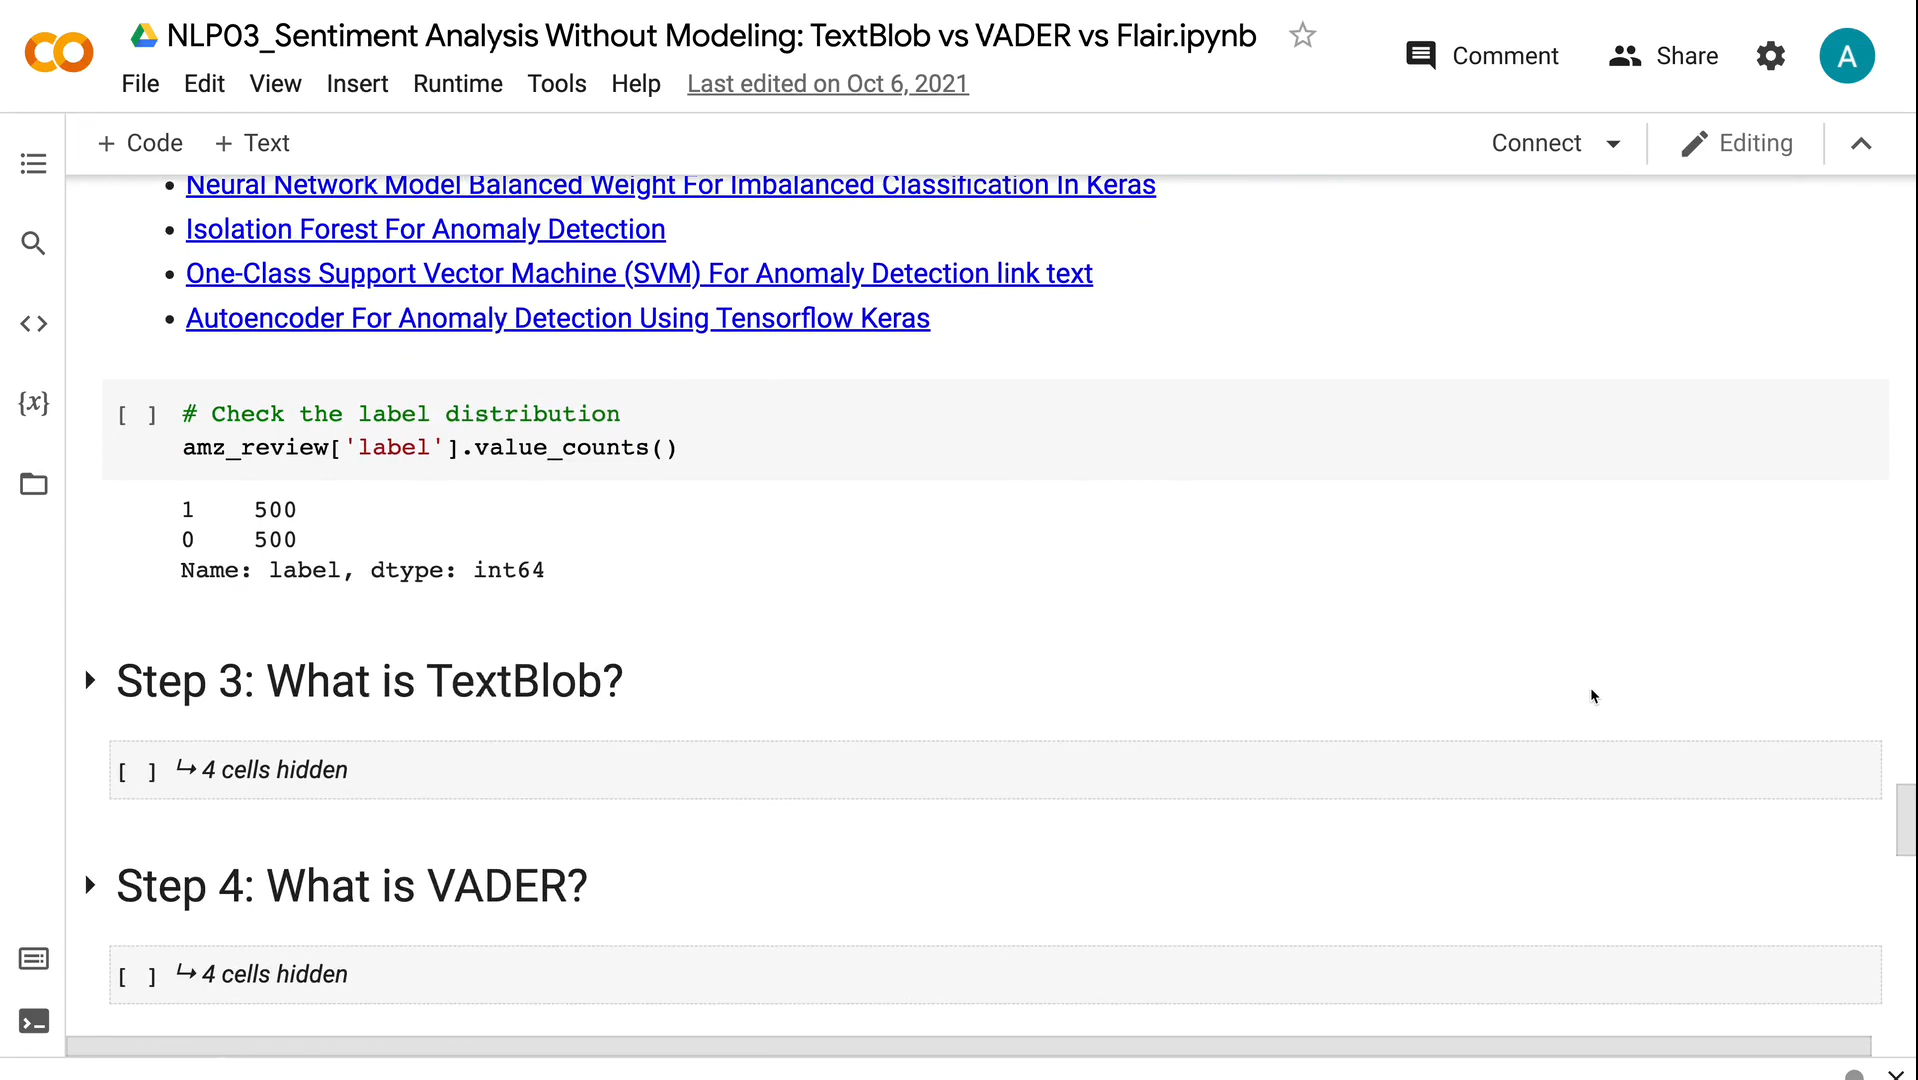 NLP03_Sentiment Analysis Without Modeling: TextBlob vs VADER vs Flair.ipynb
Comment
Share
A
File Edit View Insert Runtime Tools Help Last edited on Oct 6, 2021
+ Code + Text
Connect
Editing
• Neural Network Model Balanced Weight For Imbalanced Classification In Keras
• Isolation Forest For Anomaly Detection
• One-Class Support Vector Machine (SVM) For Anomaly Detection link text
• Autoencoder For Anomaly Detection Using Tensorflow Keras
{x}
[ ] # Check the label distribution
amz_review['label'].value_counts()
1 500
0 500
Name: label, dtype: int64
Step 3: What is TextBlob?
[ ] ↳ 4 cells hidden
Step 4: What is VADER?
[ ] ↳ 4 cells hidden